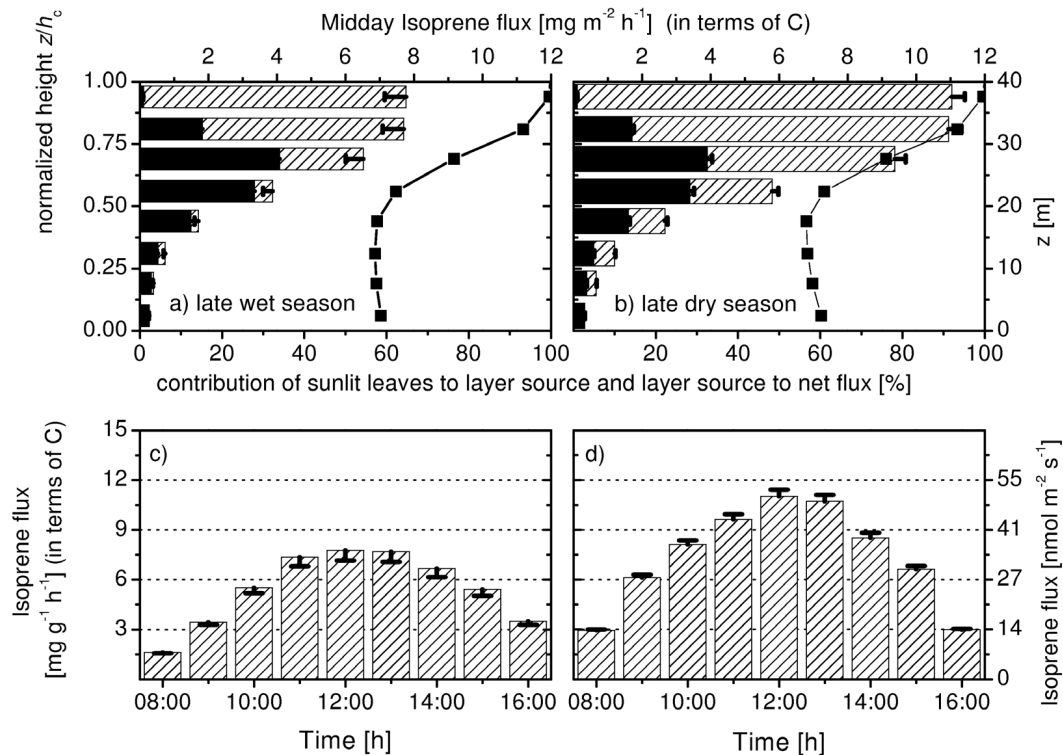 Midday Isoprene flux [mg m⁻² h⁻¹] (in terms of C)
0 2 4 6 8 10 12 0 2 4 6 8 10 12
normalized height z/h_c
1.00
0.75
0.50
0.25
0.00
a) late wet season
b) late dry season
40
30
20
10
0
z [m]
0 20 40 60 80 100 0 20 40 60 80 100
contribution of sunlit leaves to layer source and layer source to net flux [%]
Isoprene flux
[mg g⁻¹ h⁻¹] (in terms of C)
15
12
9
6
3
c)
d)
55
41
27
14
0
Isoprene flux [nmol m⁻² s⁻¹]
08:00 10:00 12:00 14:00 16:00 08:00 10:00 12:00 14:00 16:00
Time [h] Time [h]